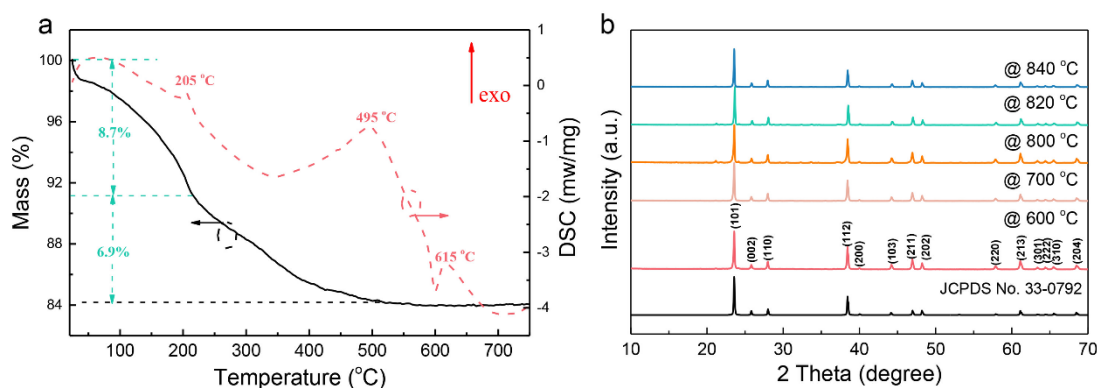 a
Mass (%)
100
96
92
88
84
8.7%
6.9%
205 °C
495 °C
615 °C
exo
1
0
-1
-2
-3
-4
DSC (mw/mg)
100 200 300 400 500 600 700
Temperature (°C)
b
Intensity (a.u.)
@ 840 °C
@ 820 °C
@ 800 °C
@ 700 °C
@ 600 °C
(101) (002) (110) (112) (200) (103) (211) (202) (220) (213) (301) (222) (310) (204)
JCPDS No. 33-0792
10 20 30 40 50 60 70
2 Theta (degree)